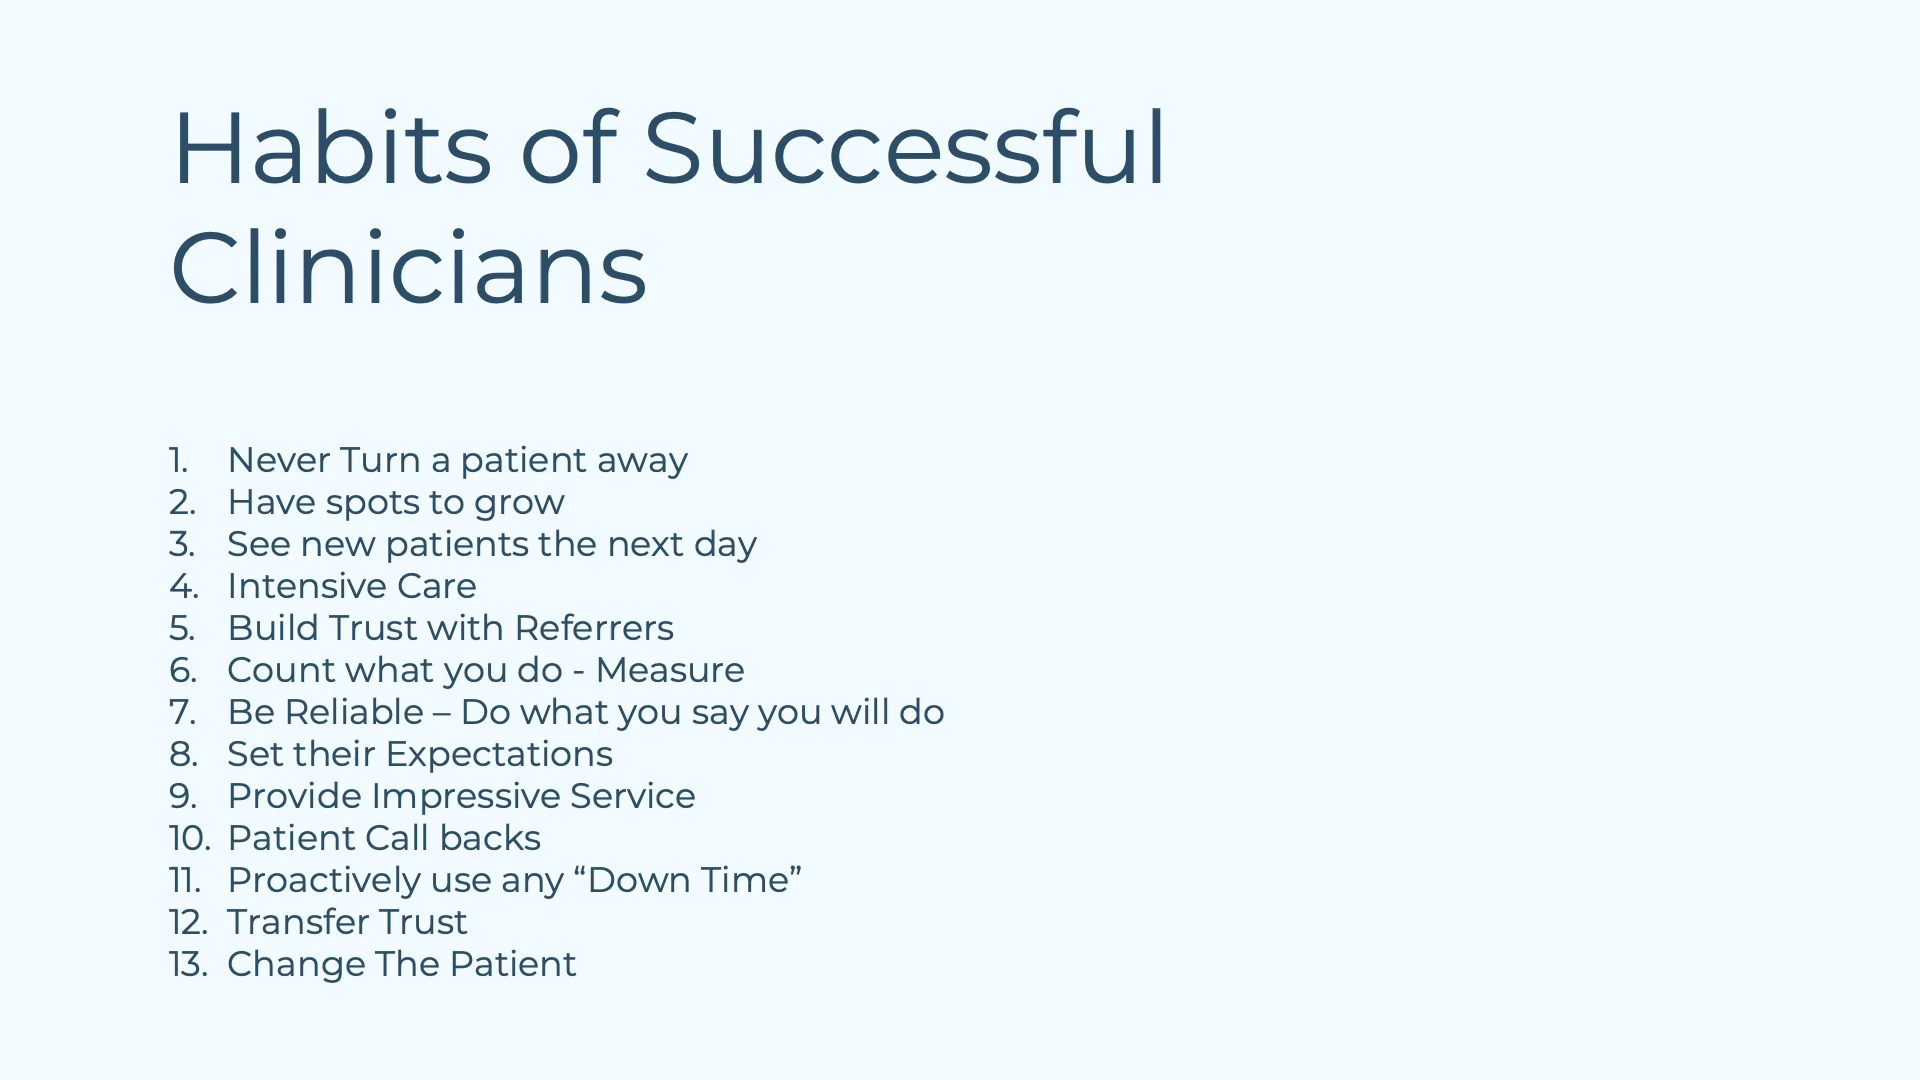 Habits of Successful
Clinicians
1. Never Turn a patient away
2. Have spots to grow
3. See new patients the next day
4. Intensive Care
5. Build Trust with Referrers
6. Count what you do - Measure
7. Be Reliable – Do what you say you will do
8. Set their Expectations
9. Provide Impressive Service
10. Patient Call backs
11. Proactively use any “Down Time”
12. Transfer Trust
13. Change The Patient